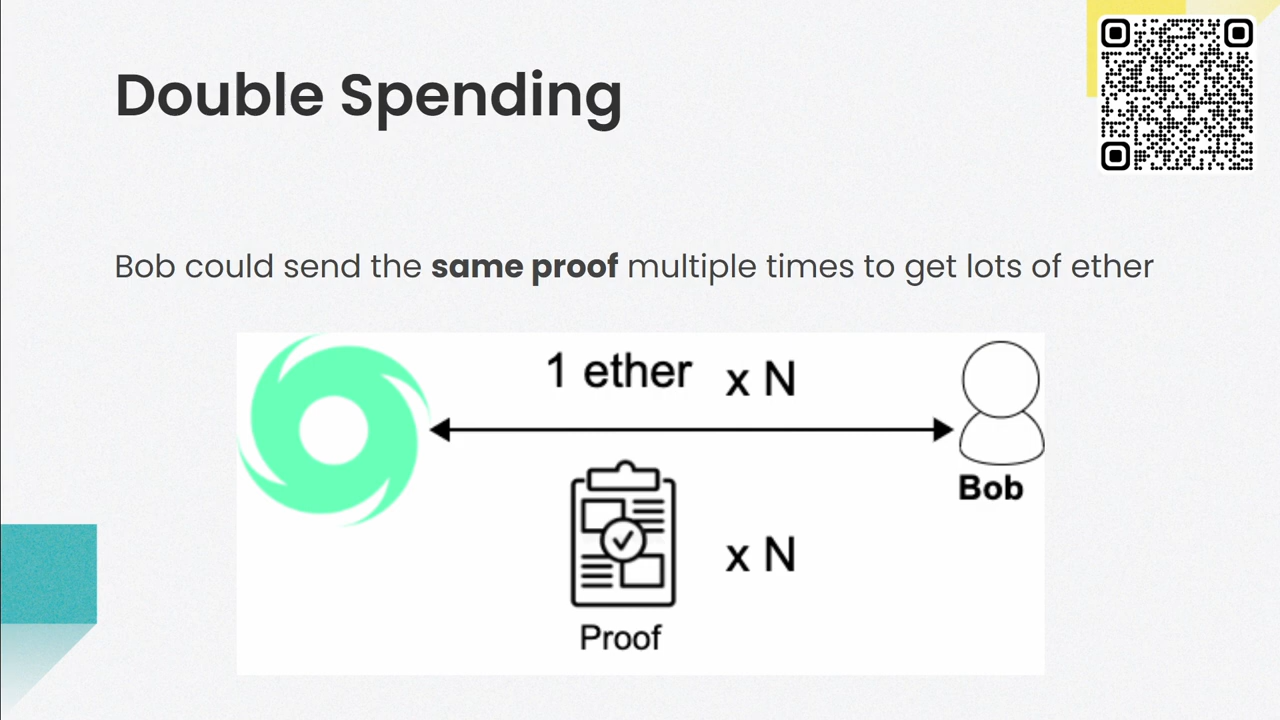 Double Spending
Bob could send the same proof multiple times to get lots of ether
1 ether x N
Bob
x N
Proof